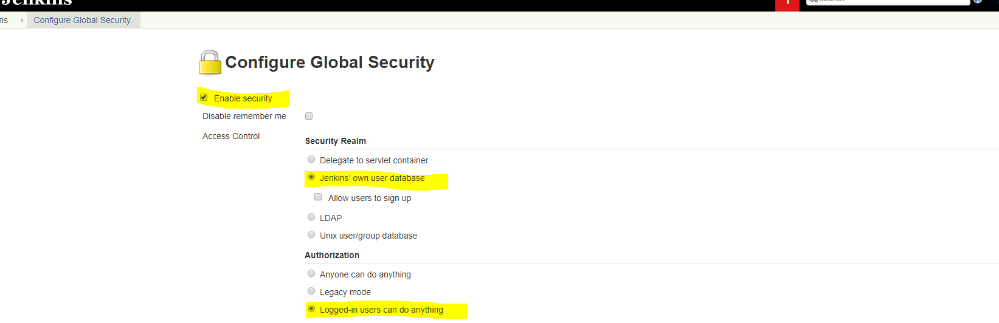 Jenkins
search
ns
Configure Global Security
Configure Global Security
Enable security
Disable remember me
Access Control
Security Realm
Delegate to servlet container
Jenkins’ own user database
Allow users to sign up
LDAP
Unix user/group database
Authorization
Anyone can do anything
Legacy mode
Logged-in users can do anything